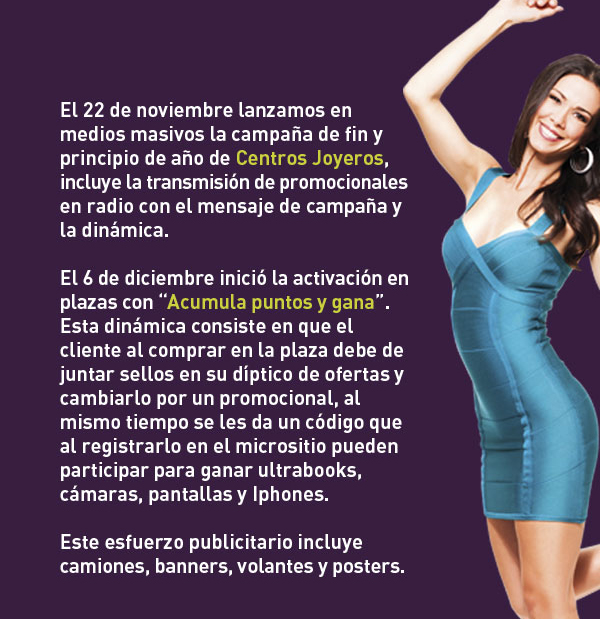 El 22 de noviembre lanzamos en
medios masivos la campaña de fin y
principio de año de Centros Joyeros,
incluye la transmisión de promocionales
en radio con el mensaje de campaña y
la dinámica.
El 6 de diciembre inició la activación en
plazas con “Acumula puntos y gana”.
Esta dinámica consiste en que el
cliente al comprar en la plaza debe de
juntar sellos en su díptico de ofertas y
cambiarlo por un promocional, al
mismo tiempo se les da un código que
al registrarlo en el micrositio pueden
participar para ganar ultrabooks,
cámaras, pantallas y Iphones.
Este esfuerzo publicitario incluye
camiones, banners, volantes y posters.